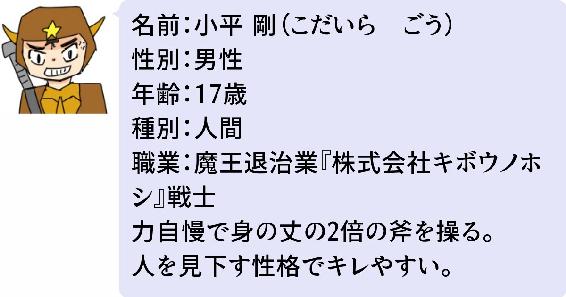 名前：小平 剛（こだいら　ごう）
性別：男性
年齢：17歳
種別：人間
職業：魔王退治業『株式会社キボウノホ
シ』戦士
力自慢で身の丈の2倍の斧を操る。
人を見下す性格でキレやすい。